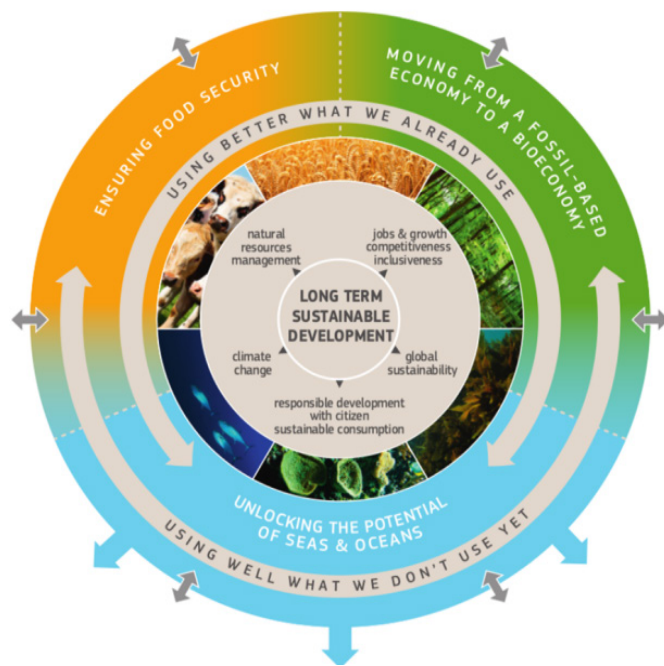 ENSURING FOOD SECURITY
MOVING FROM A FOSSIL-BASED
ECONOMY TO A BIOECONOMY
USING BETTER WHAT WE ALREADY USE
natural
resources
management
jobs & growth
competitiveness
inclusiveness
LONG TERM
SUSTAINABLE
DEVELOPMENT
climate
change
global
sustainability
responsible development
with citizen
sustainable consumption
UNLOCKING THE POTENTIAL
OF SEAS & OCEANS
USING WELL WHAT WE DON'T USE YET